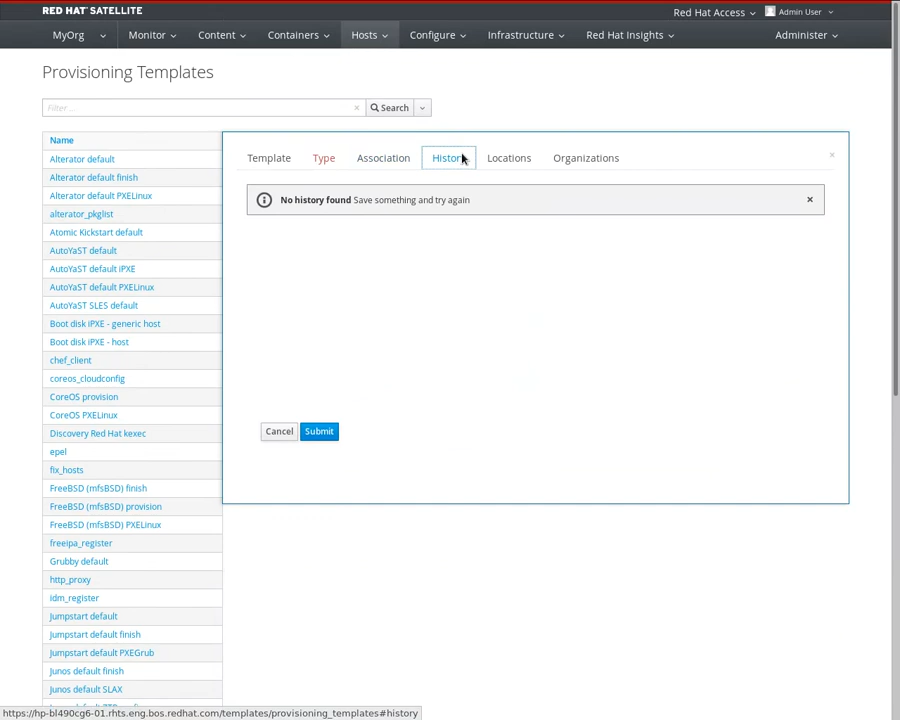 RED HAT SATELLITE
Red Hat Access
Admin User
MyOrg
Monitor
Content
Containers
Hosts
Configure
Infrastructure
Red Hat Insights
Administer
Provisioning Templates
Filter ...
× Search
Name
Alterator default
Alterator default finish
Alterator default PXELinux
alterator_pkglist
Atomic Kickstart default
AutoYaST default
AutoYaST default iPXE
AutoYaST default PXELinux
AutoYaST SLES default
Boot disk iPXE - generic host
Boot disk iPXE - host
chef_client
coreos_cloudconfig
CoreOS provision
CoreOS PXELinux
Discovery Red Hat kexec
epel
fix_hosts
FreeBSD (mfsBSD) finish
FreeBSD (mfsBSD) provision
FreeBSD (mfsBSD) PXELinux
freeipa_register
Grubby default
http_proxy
idm_register
Jumpstart default
Jumpstart default finish
Jumpstart default PXEGrub
Junos default finish
Junos default SLAX
Template
Type
Association
History
Locations
Organizations
×
No history found Save something and try again
×
Cancel
Submit
https://hp-bl490cg6-01.rhts.eng.bos.redhat.com/templates/provisioning_templates#history